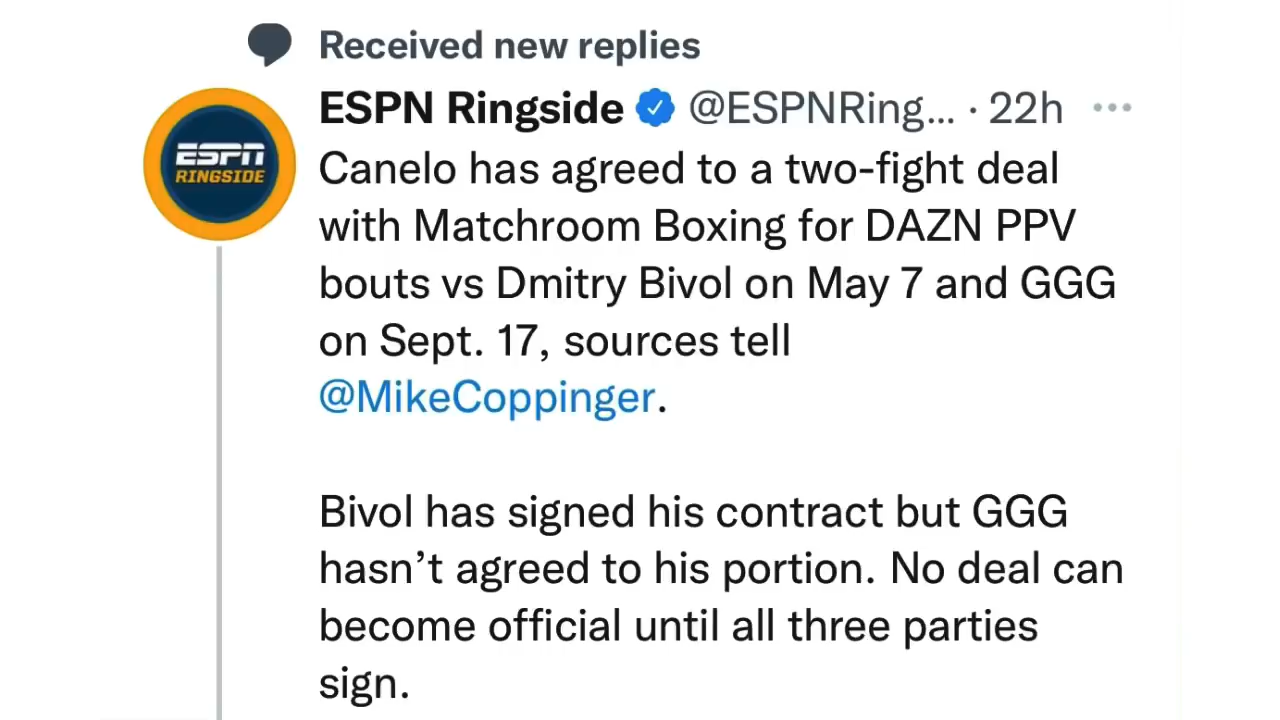 Received new replies
ESPN Ringside @ESPNRing... · 22h ···
ESPN
RINGSIDE
Canelo has agreed to a two-fight deal
with Matchroom Boxing for DAZN PPV
bouts vs Dmitry Bivol on May 7 and GGG
on Sept. 17, sources tell
@MikeCoppinger.
Bivol has signed his contract but GGG
hasn’t agreed to his portion. No deal can
become official until all three parties
sign.